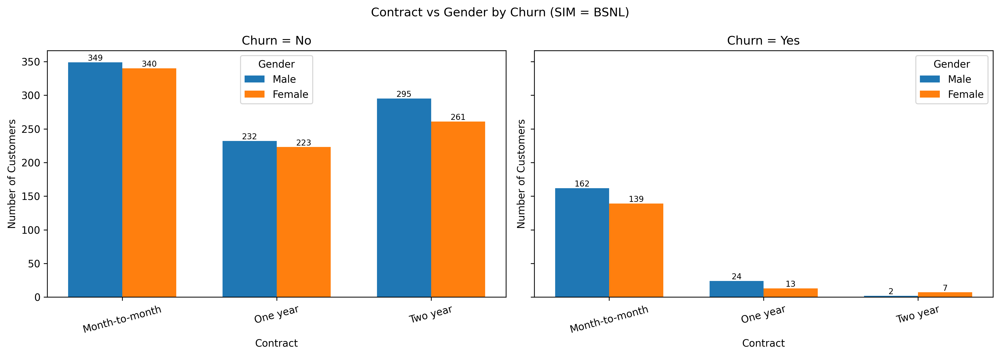 Contract vs Gender by Churn (SIM = BSNL)
Churn = No
Number of Customers
350
300
250
200
150
100
50
0
349
340
232
223
295
261
Gender
Male
Female
Month-to-month
One year
Two year
Contract
Churn = Yes
Number of Customers
162
139
24
13
2
7
Gender
Male
Female
Month-to-month
One year
Two year
Contract